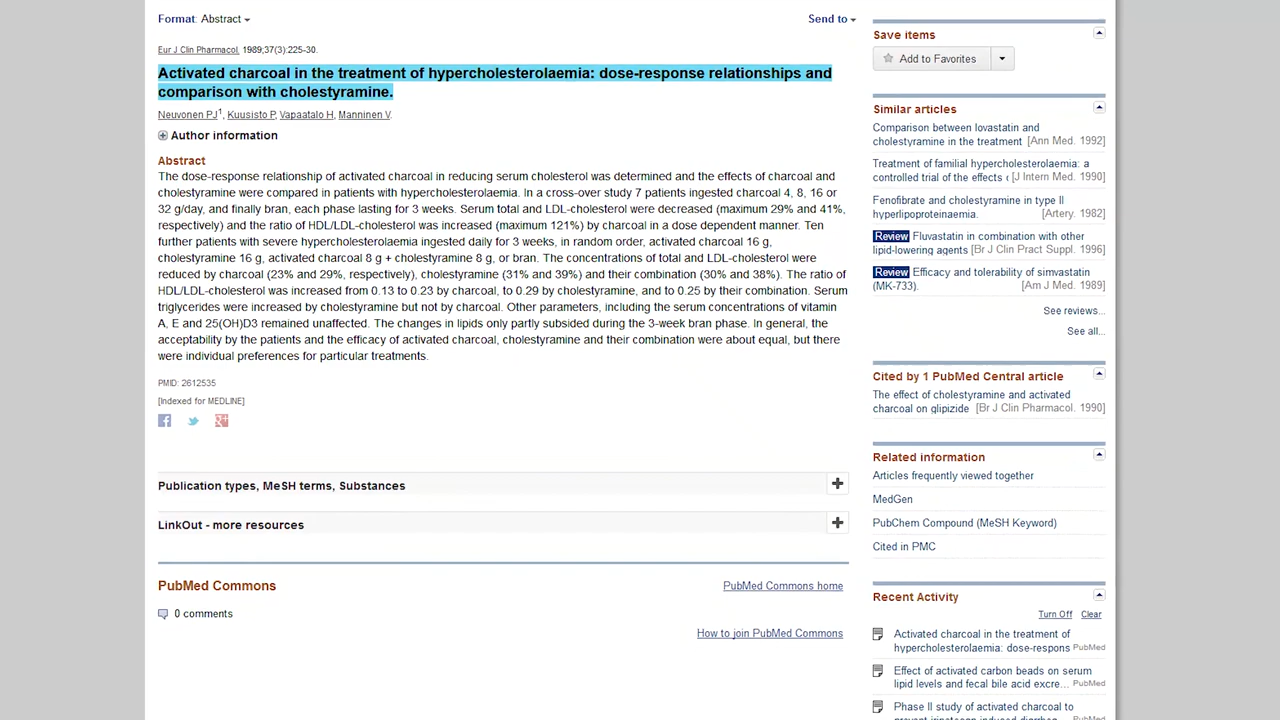 Format: Abstract
Send to
Eur J Clin Pharmacol. 1989;37(3):225-30.
Activated charcoal in the treatment of hypercholesterolaemia: dose-response relationships and
comparison with cholestyramine.
Neuvonen PJ1, Kuusisto P, Vapaatalo H, Manninen V.
Author information
Abstract
The dose-response relationship of activated charcoal in reducing serum cholesterol was determined and the effects of charcoal and
cholestyramine were compared in patients with hypercholesterolaemia. In a cross-over study 7 patients ingested charcoal 4, 8, 16 or
32 g/day, and finally bran, each phase lasting for 3 weeks. Serum total and LDL-cholesterol were decreased (maximum 29% and 41%,
respectively) and the ratio of HDL/LDL-cholesterol was increased (maximum 121%) by charcoal in a dose dependent manner. Ten
further patients with severe hypercholesterolaemia ingested daily for 3 weeks, in random order, activated charcoal 16 g,
cholestyramine 16 g, activated charcoal 8 g + cholestyramine 8 g, or bran. The concentrations of total and LDL-cholesterol were
reduced by charcoal (23% and 29%, respectively), cholestyramine (31% and 39%) and their combination (30% and 38%). The ratio of
HDL/LDL-cholesterol was increased from 0.13 to 0.23 by charcoal, to 0.29 by cholestyramine, and to 0.25 by their combination. Serum
triglycerides were increased by cholestyramine but not by charcoal. Other parameters, including the serum concentrations of vitamin
A, E and 25(OH)D3 remained unaffected. The changes in lipids only partly subsided during the 3-week bran phase. In general, the
acceptability by the patients and the efficacy of activated charcoal, cholestyramine and their combination were about equal, but there
were individual preferences for particular treatments.
PMID: 2612535
[Indexed for MEDLINE]
Publication types, MeSH terms, Substances
LinkOut - more resources
PubMed Commons
PubMed Commons home
0 comments
How to join PubMed Commons
Save items
Add to Favorites
Similar articles
Comparison between lovastatin and
cholestyramine in the treatment [Ann Med. 1992]
Treatment of familial hypercholesterolaemia: a
controlled trial of the effects [J Intern Med. 1990]
Fenofibrate and cholestyramine in type II
hyperlipoproteinaemia. [Artery. 1982]
Review Fluvastatin in combination with other
lipid-lowering agents [Br J Clin Pract Suppl. 1996]
Review Efficacy and tolerability of simvastatin
(MK-733). [Am J Med. 1989]
See reviews...
See all...
Cited by 1 PubMed Central article
The effect of cholestyramine and activated
charcoal on glipizide [Br J Clin Pharmacol. 1990]
Related information
Articles frequently viewed together
MedGen
PubChem Compound (MeSH Keyword)
Cited in PMC
Recent Activity
Turn Off Clear
Activated charcoal in the treatment of
hypercholesterolaemia: dose-respons PubMed
Effect of activated carbon beads on serum
lipid levels and fecal bile acid excre... PubMed
Phase II study of activated charcoal to
prevent irinotecan induced diarrhea PubMed